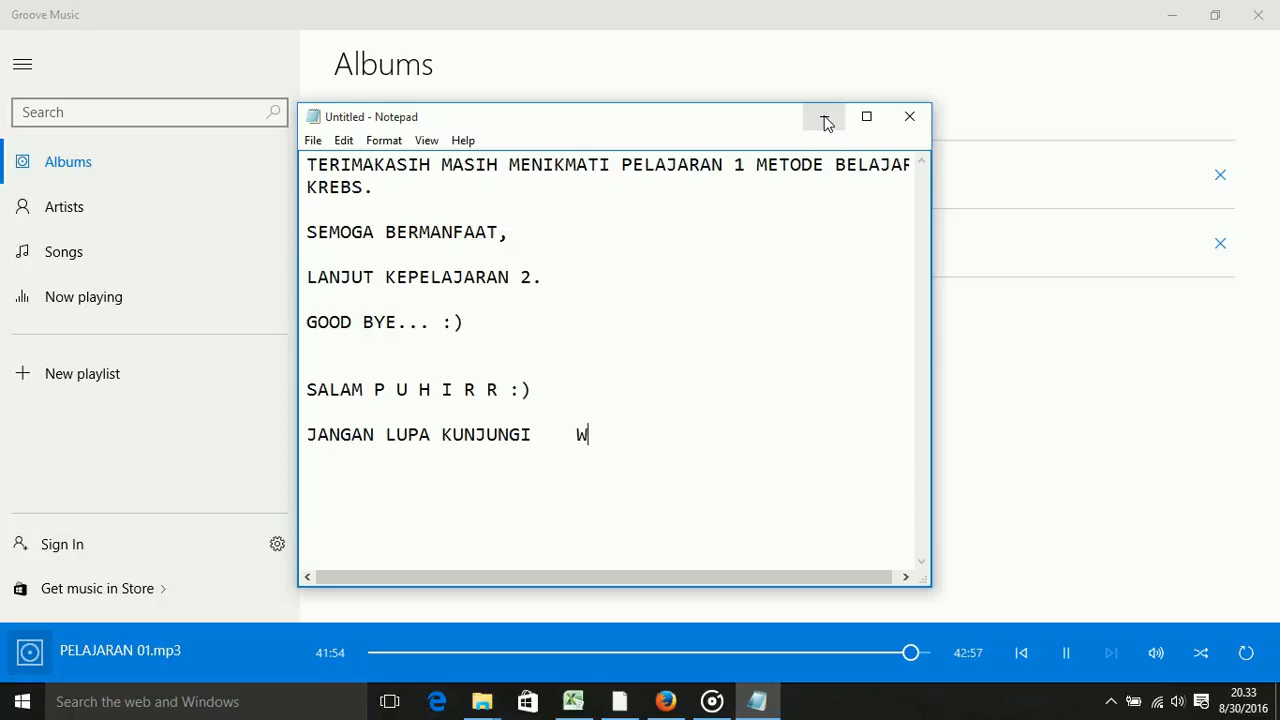 Groove Music
Albums
Search
Albums
Artists
Songs
Now playing
New playlist
Sign In
Get music in Store
Untitled - Notepad
File Edit Format View Help
TERIMAKASIH MASIH MENIKMATI PELAJARAN 1 METODE BELAJAR
KREBS.
SEMOGA BERMANFAAT,
LANJUT KEPELAJARAN 2.
GOOD BYE... :)
SALAM P U H I R R :)
JANGAN LUPA KUNJUNGI    W
PELAJARAN 01.mp3
41:54
42:57
Search the web and Windows
20.33
8/30/2016